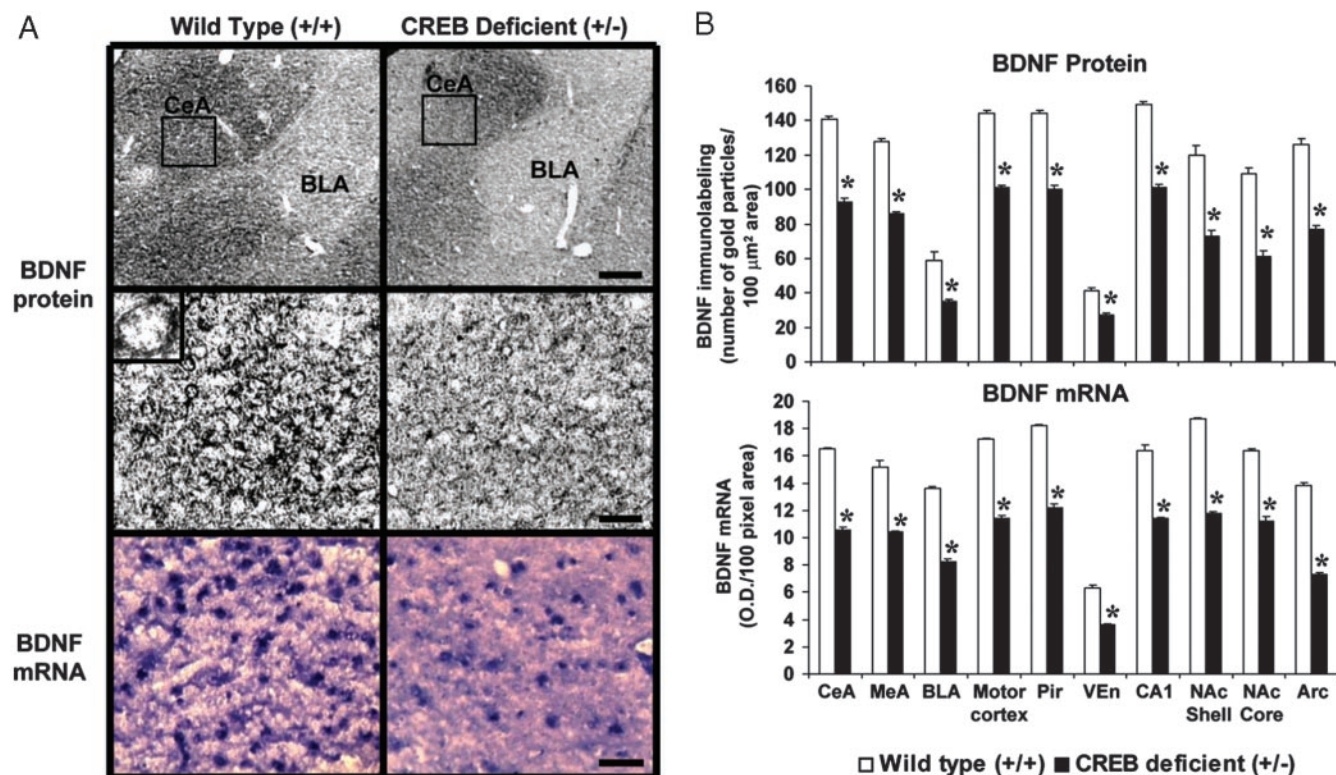 A
Wild Type (+/+) CREB Deficient (+/-)
CeA
BLA
CeA
BLA
BDNF
protein
BDNF
mRNA
B
BDNF Protein
BDNF immunolabeling
(number of gold particles/
100 µm² area)
160
140
120
100
80
60
40
20
0
* * * * * * * * * *
BDNF mRNA
BDNF mRNA
(O.D./100 pixel area)
20
18
16
14
12
10
8
6
4
2
0
* * * * * * * * * *
CeA MeA BLA Motor Pir VEn CA1 NAc NAc Arc
cortex Shell Core
Wild type (+/+) CREB deficient (+/-)